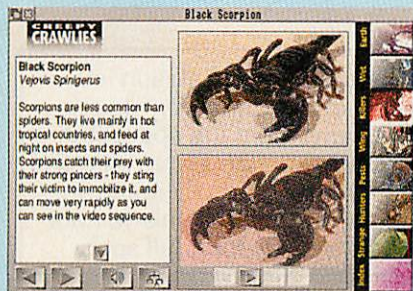 Black Scorpion
CREEPY
CRAWLIES
Black Scorpion
Vejovis Spinigerus
Scorpions are less common than
spiders. They live mainly in hot
tropical countries, and feed at
night on insects and spiders.
Scorpions catch their prey with
their strong pincers - they sting
their victim to immobilize it, and
can move very rapidly as you
can see in the video sequence.
Earth
Wet
Killers
Wing
Pests
Monsters
Strange
Index